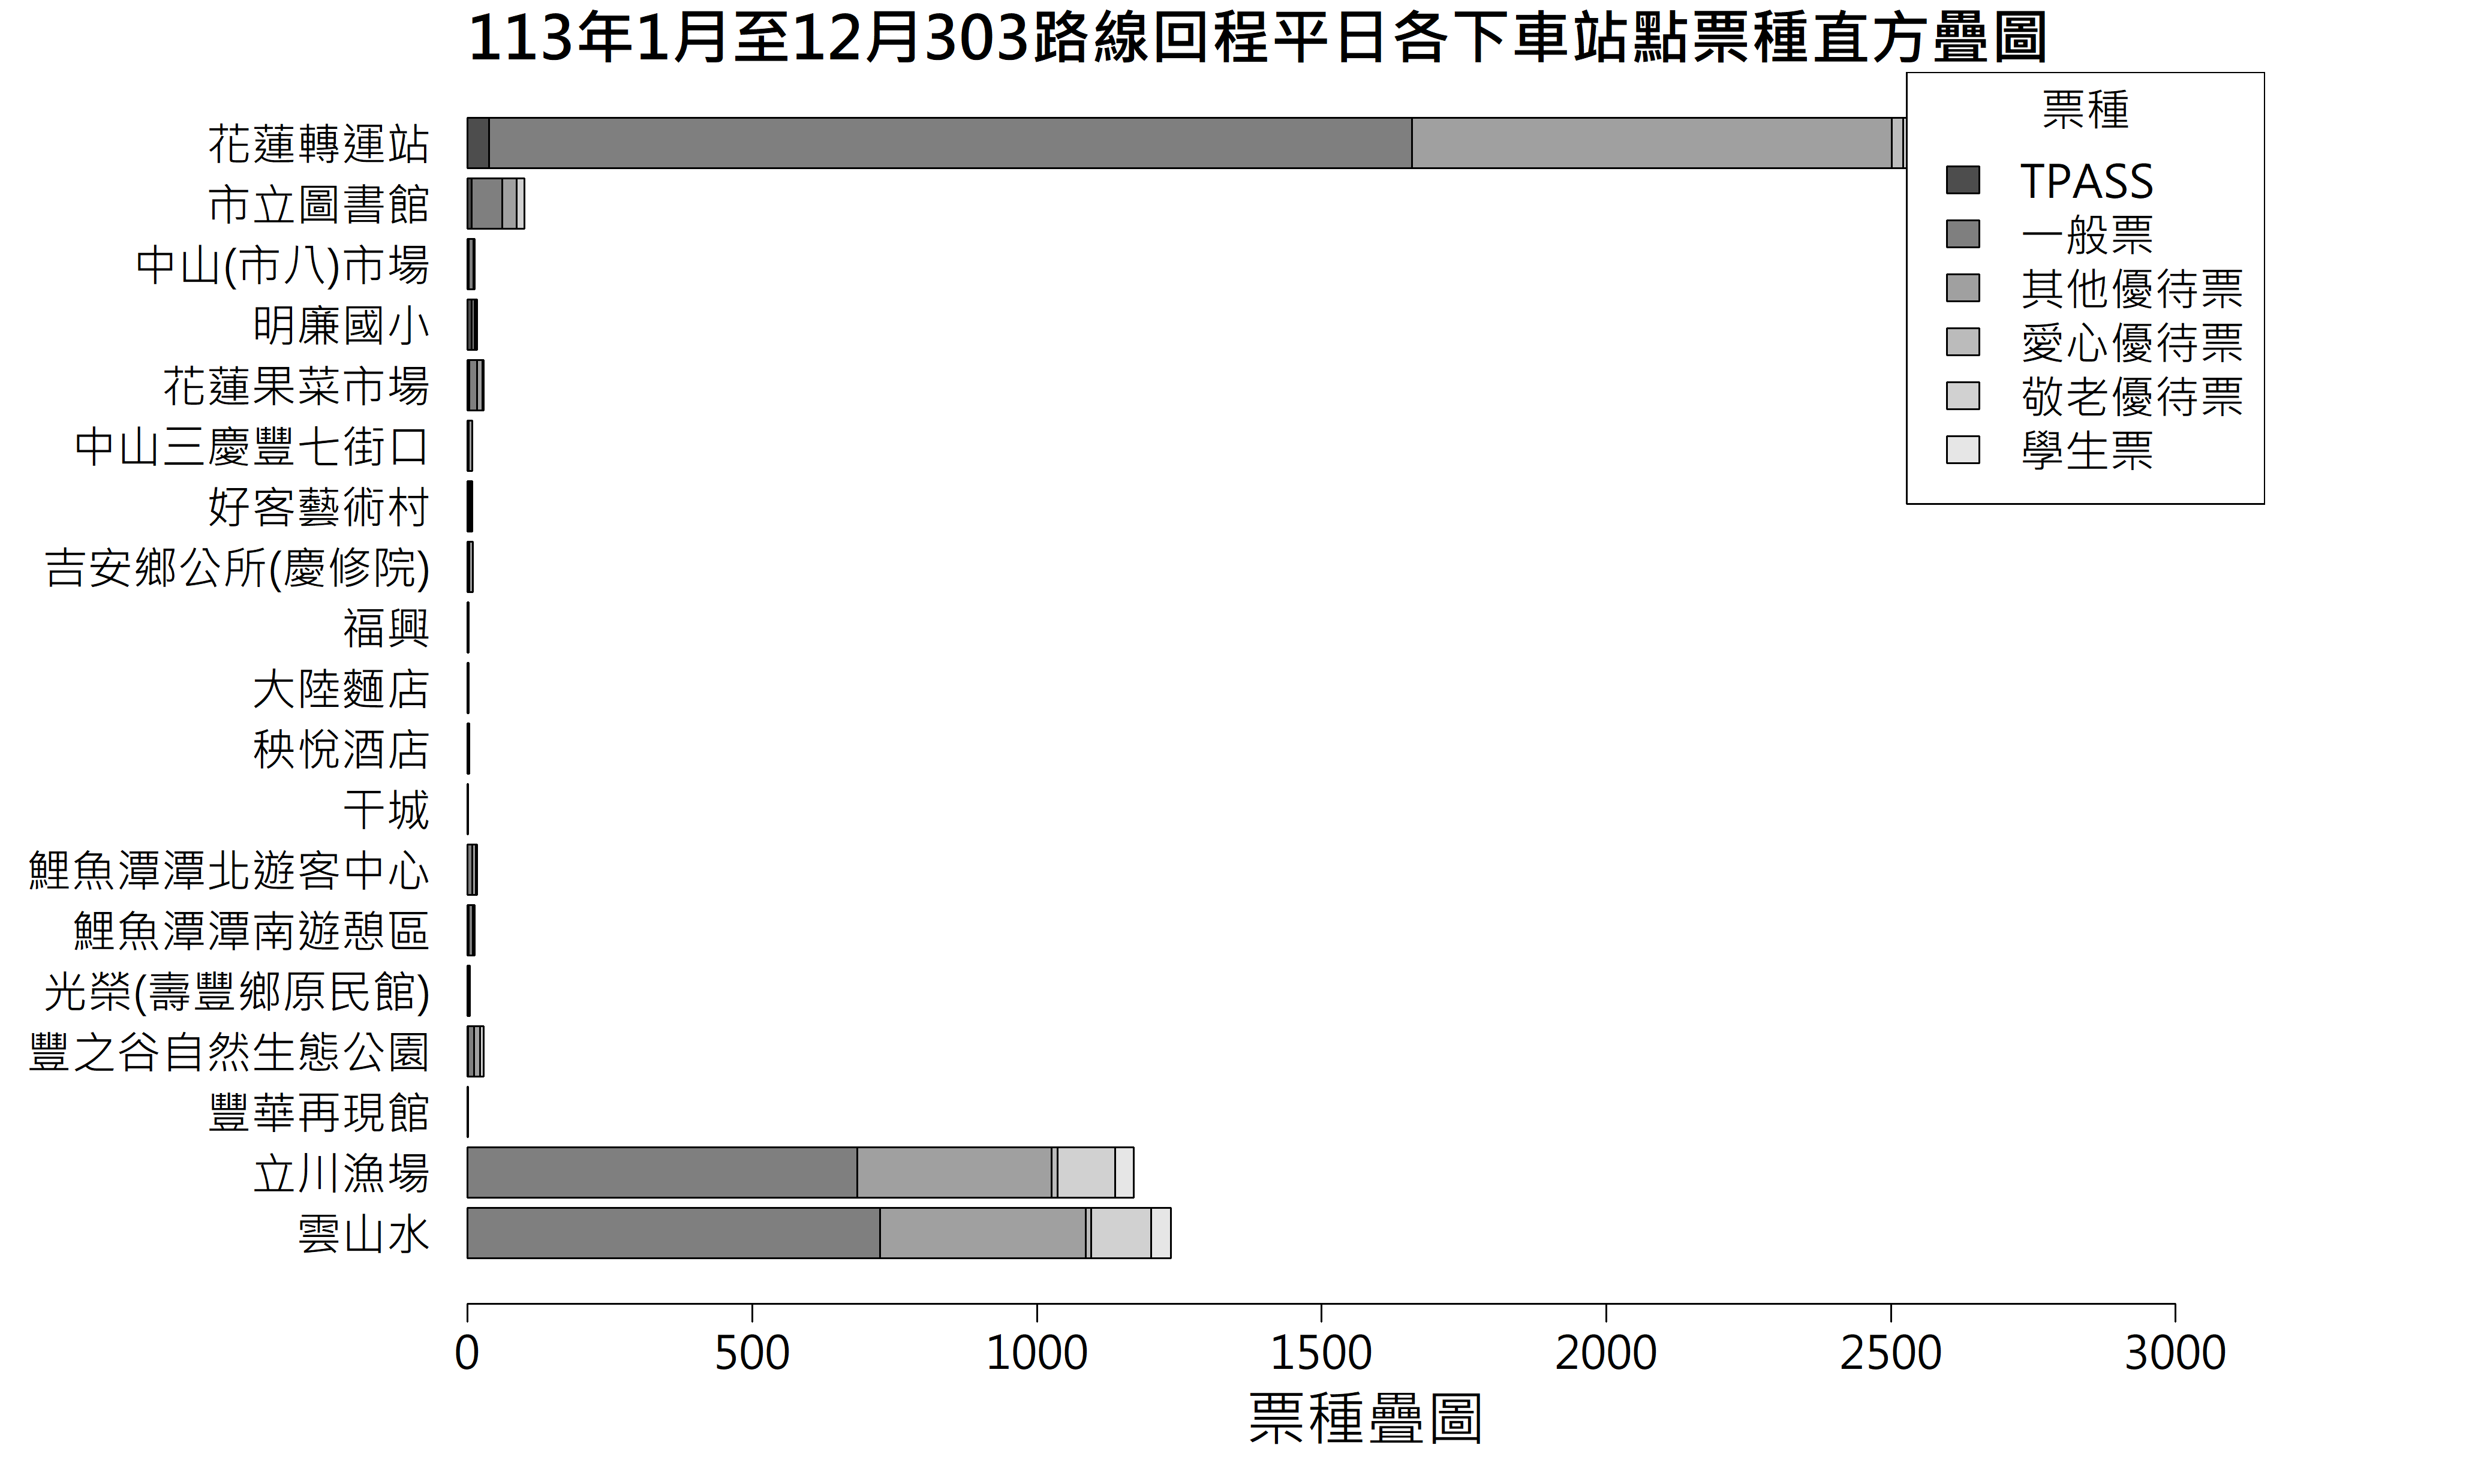 113年1月至12月303路線回程平日各下車站點票種直方疊圖
票種
TPASS
一般票
其他優待票
愛心優待票
敬老優待票
學生票
花蓮轉運站
市立圖書館
中山(市八)市場
明廉國小
花蓮果菜市場
中山三慶豐七街口
好客藝術村
吉安鄉公所(慶修院)
福興
大陸麵店
秧悅酒店
干城
鯉魚潭潭北遊客中心
鯉魚潭潭南遊憩區
光榮(壽豐鄉原民館)
豐之谷自然生態公園
豐華再現館
立川漁場
雲山水
0 500 1000 1500 2000 2500 3000
票種疊圖